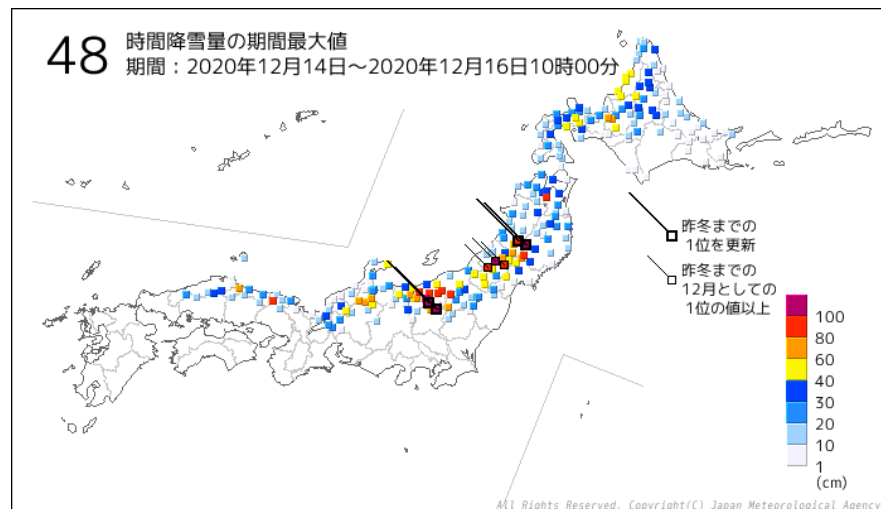 48
時間降雪量の期間最大値
期間：2020年12月14日～2020年12月16日10時00分
昨冬までの
1位を更新
昨冬までの
12月としての
1位の値以上
100
80
60
40
30
20
10
1
(cm)
All Rights Reserved. Copyright(C) Japan Meteorological Agency